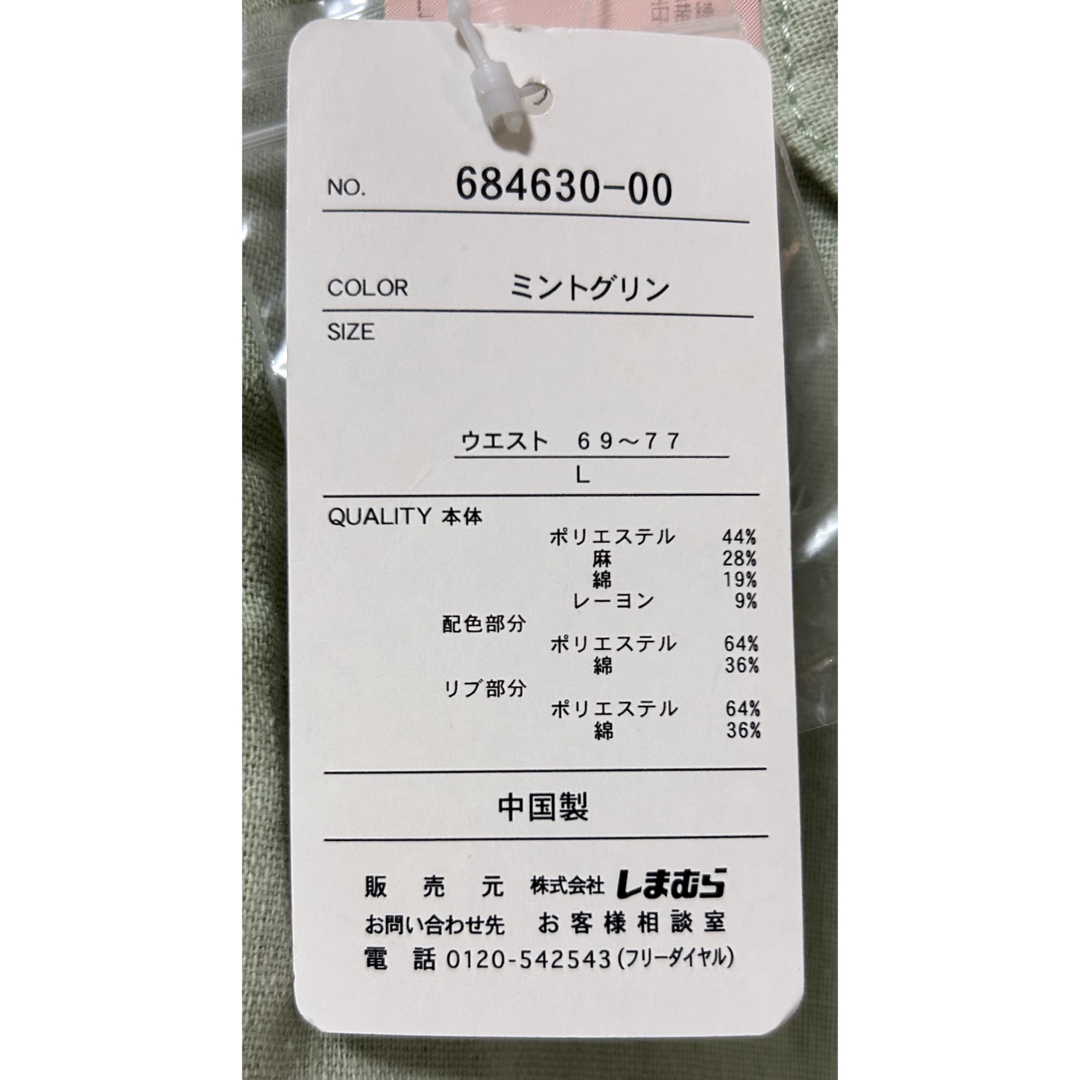 NO. 684630-00
COLOR ミントグリン
SIZE
ウエスト 69~77
L
QUALITY 本体
ポリエステル 44%
麻 28%
綿 19%
レーヨン 9%
配色部分
ポリエステル 64%
綿 36%
リブ部分
ポリエステル 64%
綿 36%
中国製
販売元 株式会社 しまむら
お問い合わせ先 お客様相談室
電話 0120-542543(フリーダイヤル)